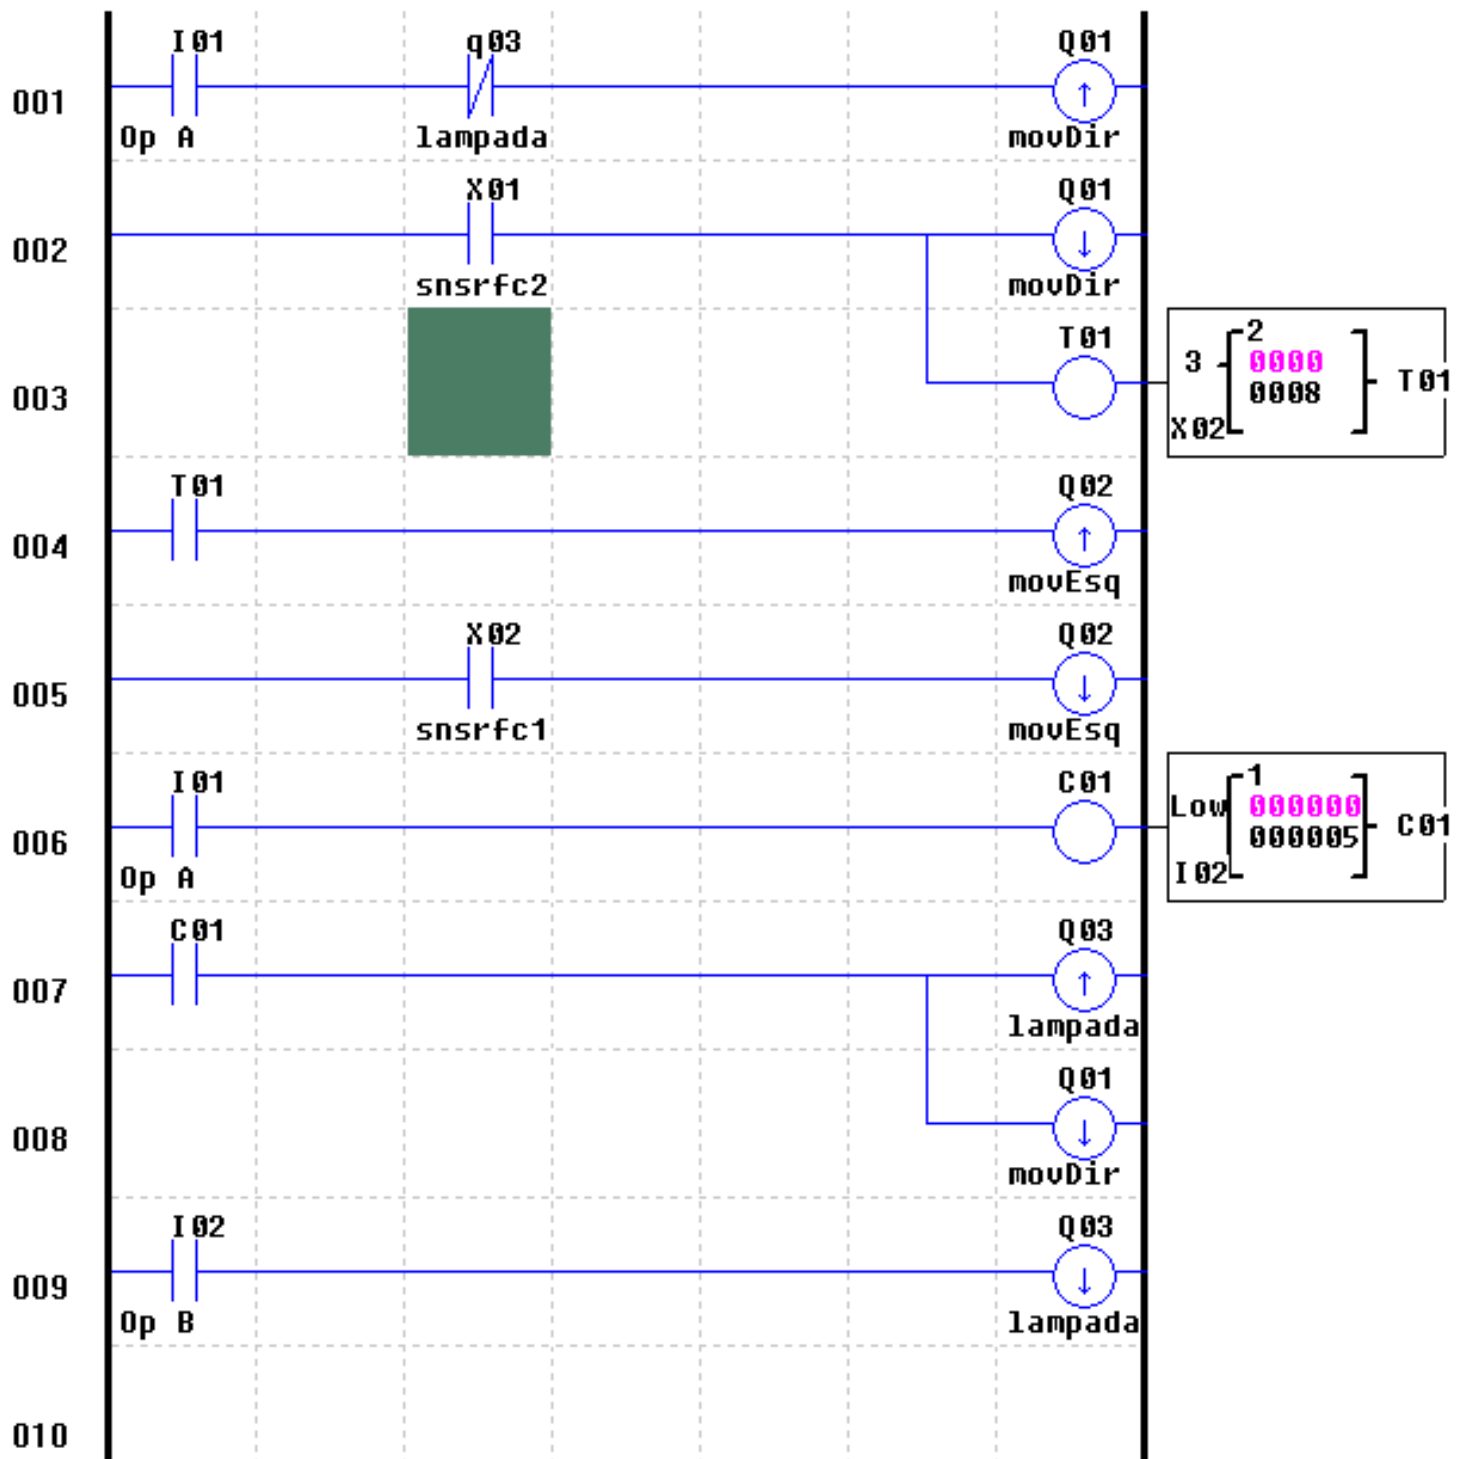 I01 q03 Q01
001
Op A lampada movDir
X01 Q01
002
snsrfc2 movDir
T01
2
3 0000
0008
T01
003
X02
T01 Q02
004
movEsq
X02 Q02
005
snsrfc1 movEsq
I01 C01
1
Low 000000
000005
C01
006
I02
Op A
C01 Q03
007
lampada
Q01
008
movDir
I02 Q03
009
Op B lampada
010